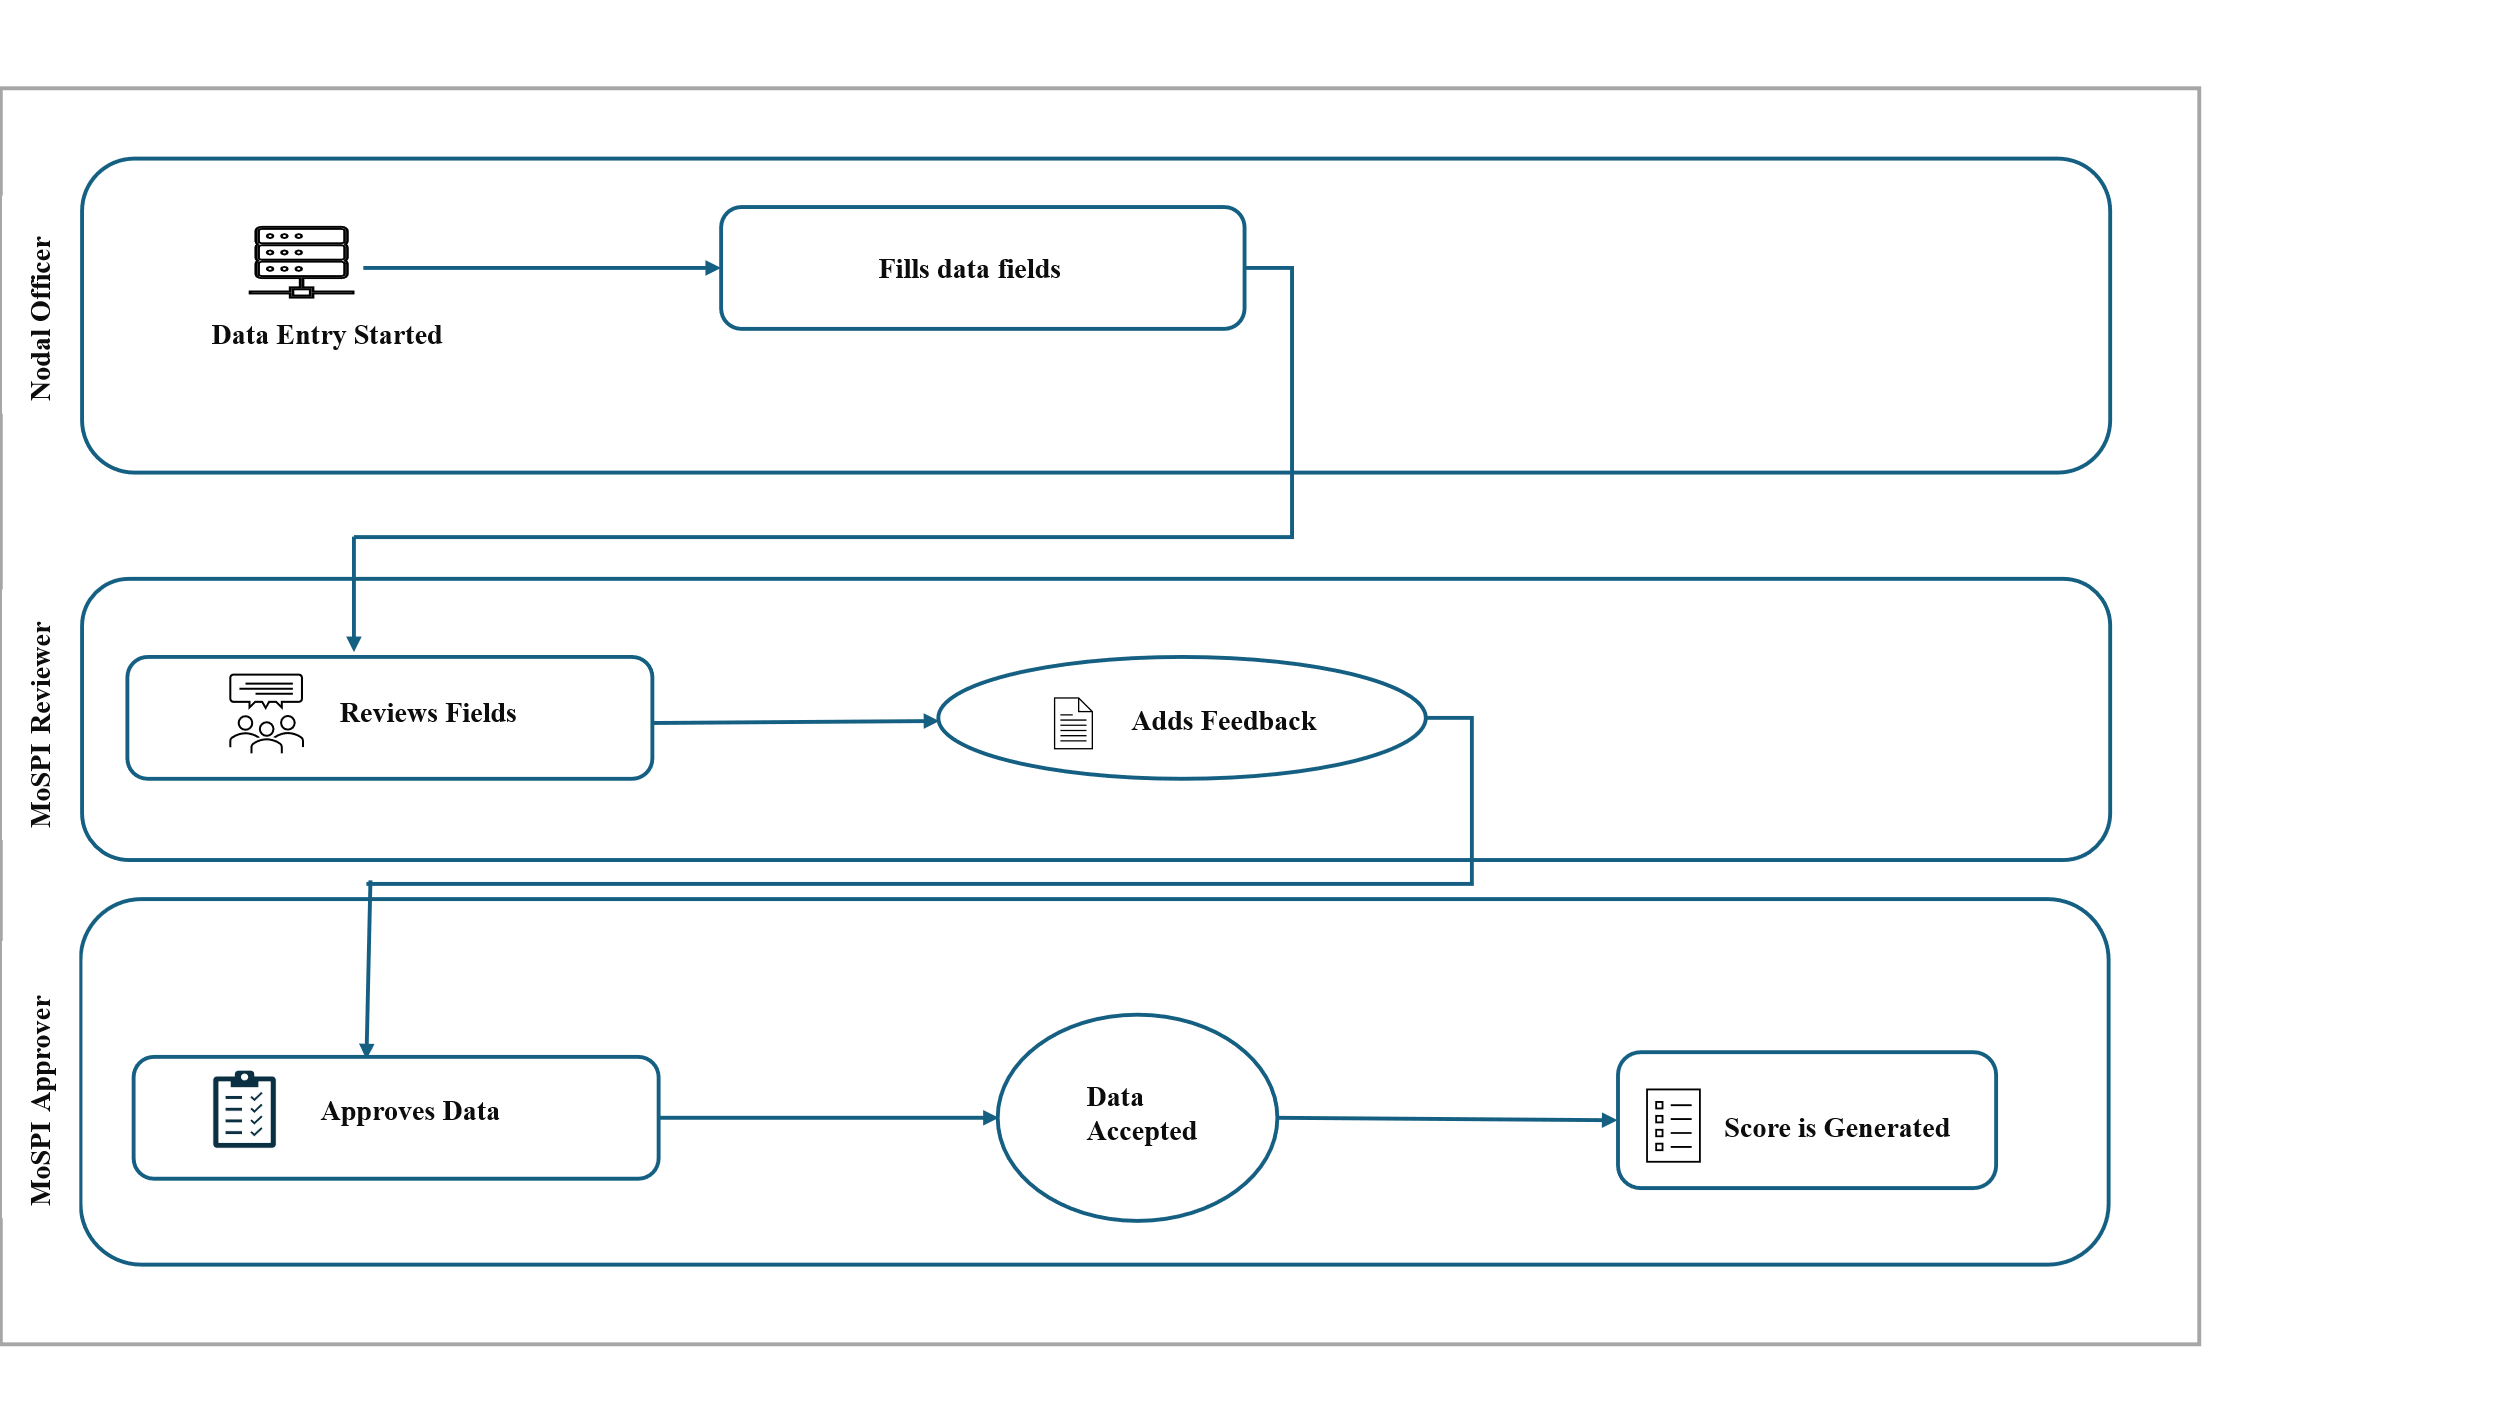 Nodal Officer
Data Entry Started
Fills data fields
MoSPI Reviewer
Reviews Fields
Adds Feedback
MoSPI Approver
Approves Data
Data
Accepted
Score is Generated